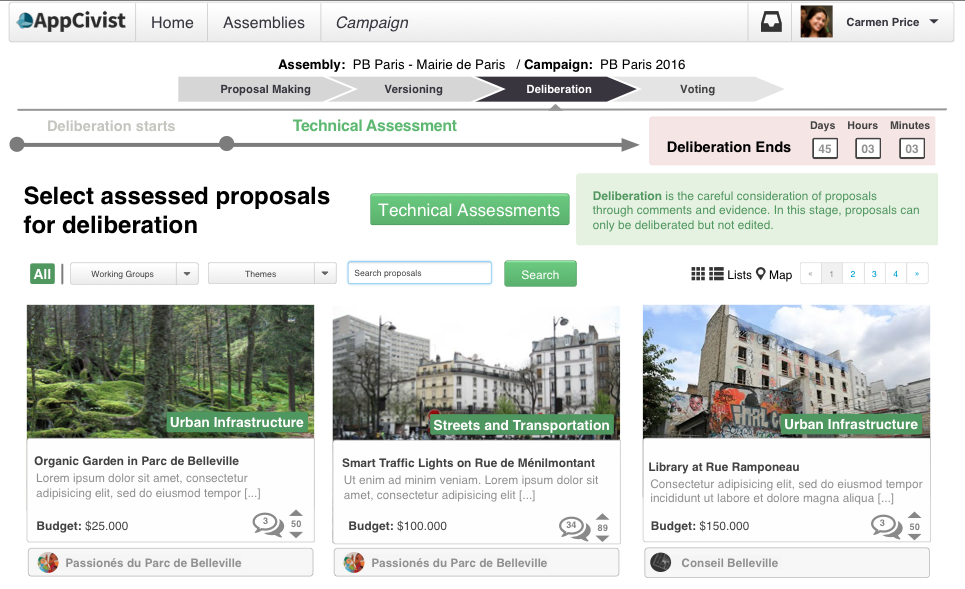 AppCivist Home Assemblies Campaign Carmen Price
Assembly: PB Paris - Mairie de Paris / Campaign: PB Paris 2016
Proposal Making Versioning Deliberation Voting
Deliberation starts Technical Assessment
Days Hours Minutes
Deliberation Ends 45 03 03
Select assessed proposals
for deliberation
Technical Assessments
Deliberation is the careful consideration of proposals
through comments and evidence. In this stage, proposals can
only be deliberated but not edited.
All | Working Groups Themes Search proposals Search Lists Map « 1 2 3 4 »
Urban Infrastructure
Organic Garden in Parc de Belleville
Lorem ipsum dolor sit amet, consectetur
adipisicing elit, sed do eiusmod tempor [...]
Budget: $25.000 3 50
Passionés du Parc de Belleville
Streets and Transportation
Smart Traffic Lights on Rue de Ménilmontant
Ut enim ad minim veniam. Lorem ipsum dolor sit
amet, consectetur adipisicing elit [...]
Budget: $100.000 34 89
Passionés du Parc de Belleville
Urban Infrastructure
Library at Rue Ramponeau
Consectetur adipisicing elit, sed do eiusmod tempor
incididunt ut labore et dolore magna aliqua [...]
Budget: $150.000 3 50
Conseil Belleville